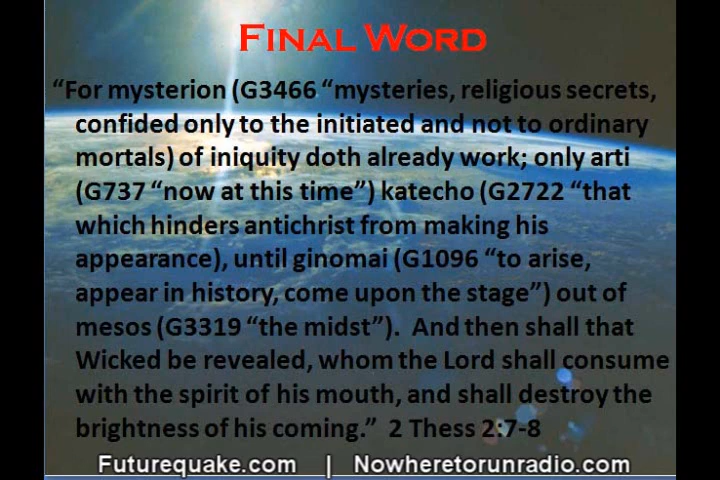 FINAL WORD
“For mysterion (G3466 “mysteries, religious secrets,
confided only to the initiated and not to ordinary
mortals) of iniquity doth already work; only arti
(G737 “now at this time”) katecho (G2722 “that
which hinders antichrist from making his
appearance), until ginomai (G1096 “to arise,
appear in history, come upon the stage”) out of
mesos (G3319 “the midst”).  And then shall that
Wicked be revealed, whom the Lord shall consume
with the spirit of his mouth, and shall destroy the
brightness of his coming.”  2 Thess 2:7-8
Futurequake.com | Nowheretorunradio.com